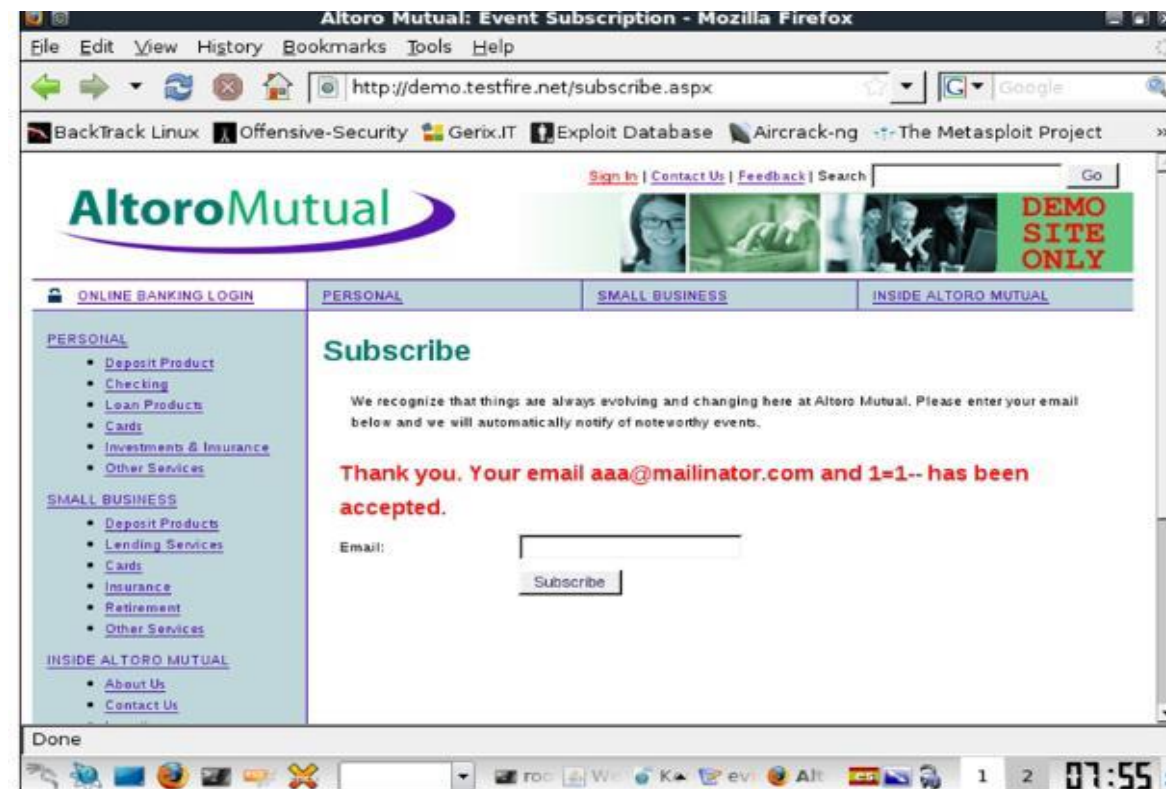 Altoro Mutual: Event Subscription - Mozilla Firefox
File Edit View History Bookmarks Tools Help
http://demo.testfire.net/subscribe.aspx
G Google
BackTrack Linux Offensive-Security Gerix.IT Exploit Database Aircrack-ng The Metasploit Project »
Sign In | Contact Us | Feedback | Search Go
AltoroMutual
DEMO
SITE
ONLY
ONLINE BANKING LOGIN PERSONAL SMALL BUSINESS INSIDE ALTORO MUTUAL
PERSONAL
Deposit Product
Checking
Loan Products
Cards
Investments & Insurance
Other Services
SMALL BUSINESS
Deposit Products
Lending Services
Cards
Insurance
Retirement
Other Services
INSIDE ALTORO MUTUAL
About Us
Contact Us
Subscribe
We recognize that things are always evolving and changing here at Altoro Mutual. Please enter your email
below and we will automatically notify of noteworthy events.
Thank you. Your email aaa@mailinator.com and 1=1-- has been
accepted.
Email:
Subscribe
Done
roo We Ka ev Alt es 1 2 07:55